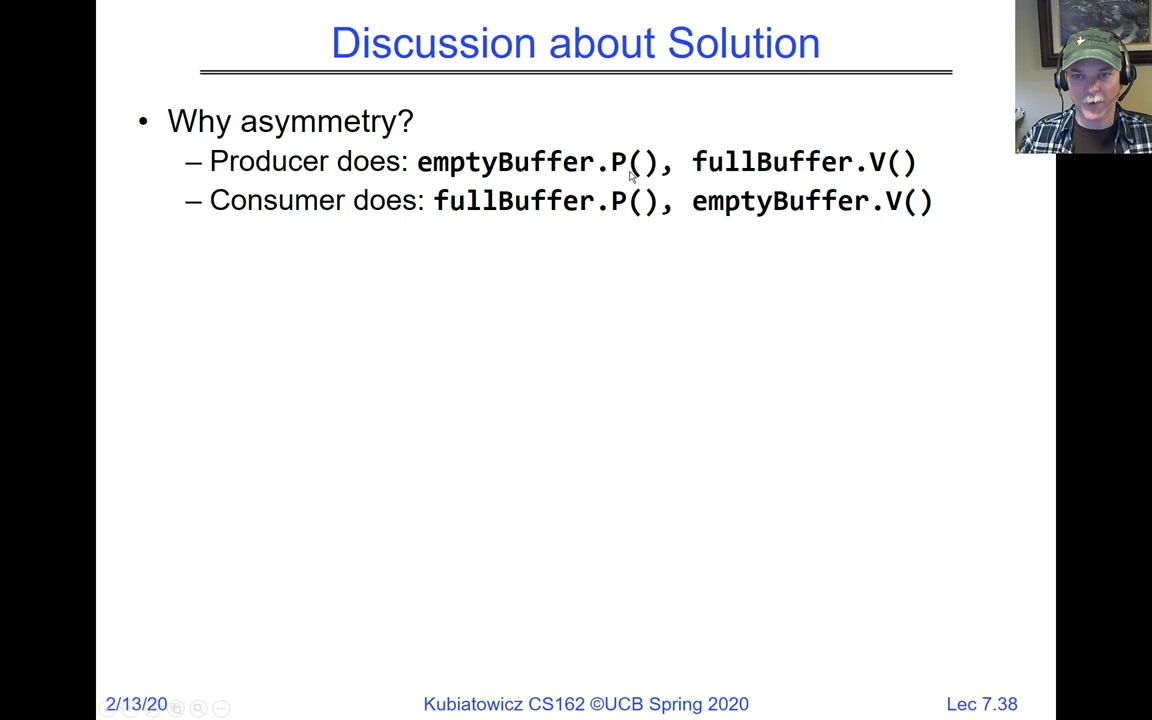 Discussion about Solution
• Why asymmetry?
– Producer does: emptyBuffer.P(), fullBuffer.V()
– Consumer does: fullBuffer.P(), emptyBuffer.V()
2/13/20 Kubiatowicz CS162 ©UCB Spring 2020 Lec 7.38